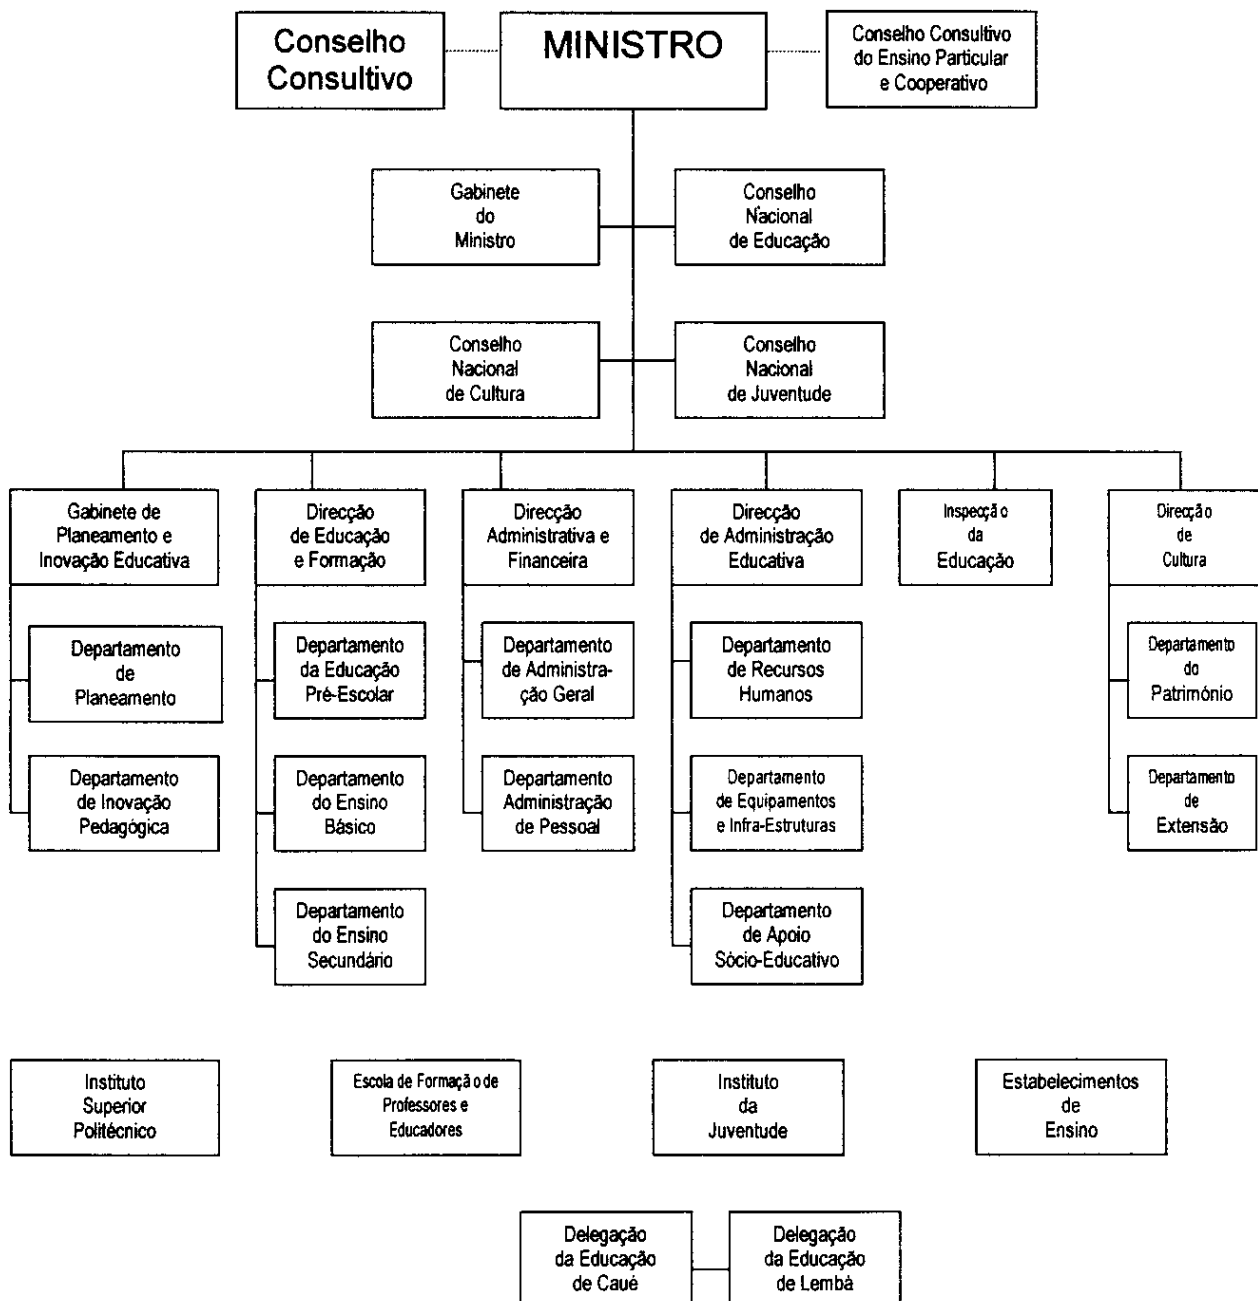 Conselho
Consultivo
MINISTRO
Conselho Consultivo
do Ensino Particular
e Cooperativo
Gabinete
do
Ministro
Conselho
Nacional
de Educação
Conselho
Nacional
de Cultura
Conselho
Nacional
de Juventude
Gabinete de
Planeamento e
Inovação Educativa
Direcção
de Educação
e Formação
Direcção
Administrativa e
Financeira
Direcção
de Administração
Educativa
Inspecção
da
Educação
Direcção
de
Cultura
Departamento
de
Planeamento
Departamento
da Educação
Pré-Escolar
Departamento
de Administra-
ção Geral
Departamento
de Recursos
Humanos
Departamento
do
Património
Departamento
de Inovação
Pedagógica
Departamento
do Ensino
Básico
Departamento
Administração
de Pessoal
Departamento
de Equipamentos
e Infra-Estruturas
Departamento
de
Extensão
Departamento
do Ensino
Secundário
Departamento
de Apoio
Sócio-Educativo
Instituto
Superior
Politécnico
Escola de Formação de
Professores e
Educadores
Instituto
da
Juventude
Estabelecimentos
de
Ensino
Delegação
da Educação
de Caué
Delegação
da Educação
de Lembá